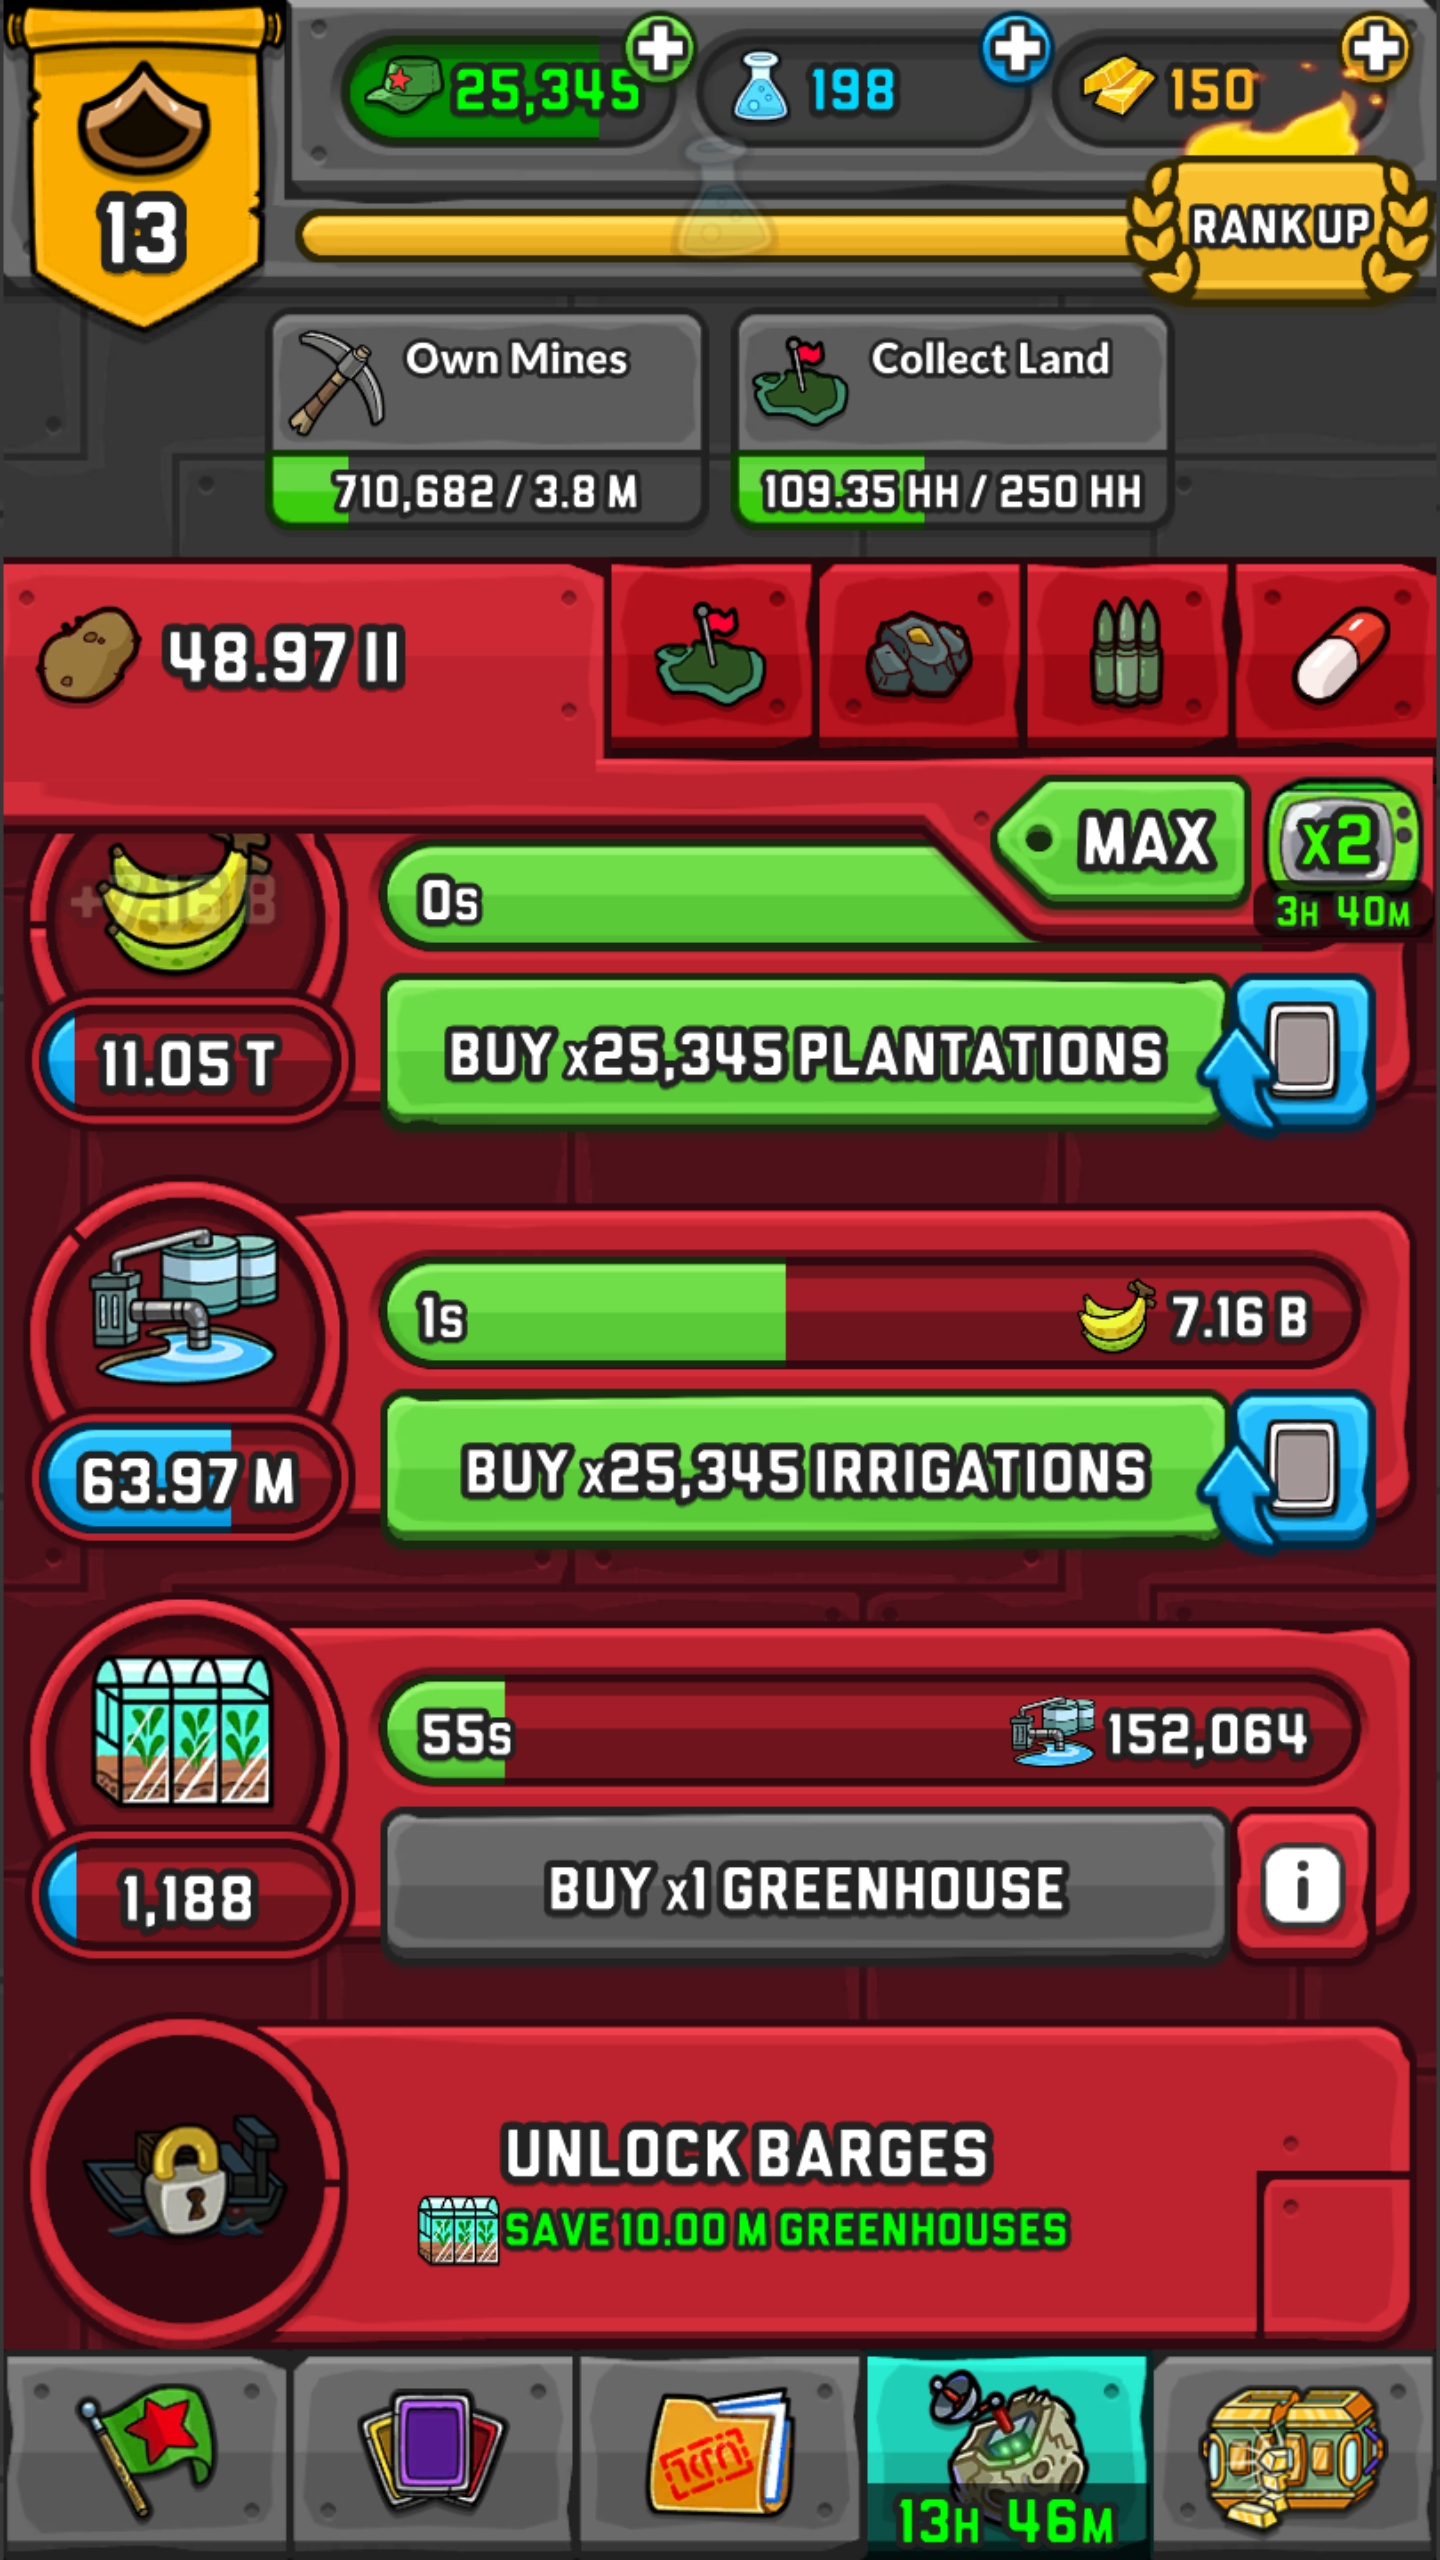 25,345
198
150
13
RANK UP
Own Mines
710,682 / 3.8 M
Collect Land
109.35 HH / 250 HH
48.97 II
MAX
x2
3H 40M
0s
11.05 T
BUY x25,345 PLANTATIONS
1s
7.16 B
63.97 M
BUY x25,345 IRRIGATIONS
55s
152,064
1,188
BUY x1 GREENHOUSE
i
UNLOCK BARGES
SAVE 10.00 M GREENHOUSES
13H 46M